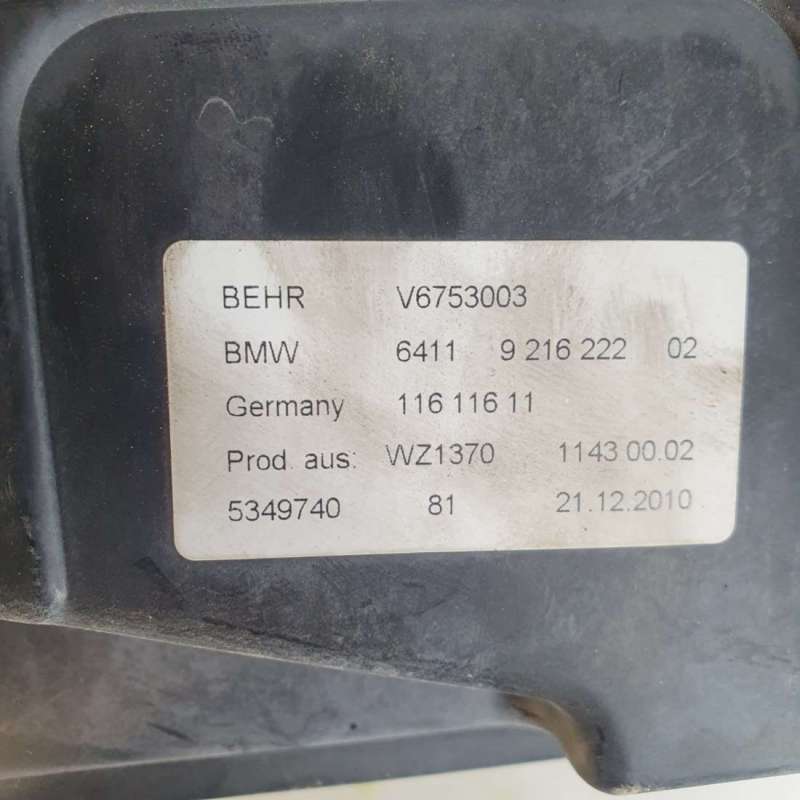 BEHR V6753003
BMW 6411 9 216 222 02
Germany 116 116 11
Prod. aus: WZ1370 1143 00.02
5349740 81 21.12.2010